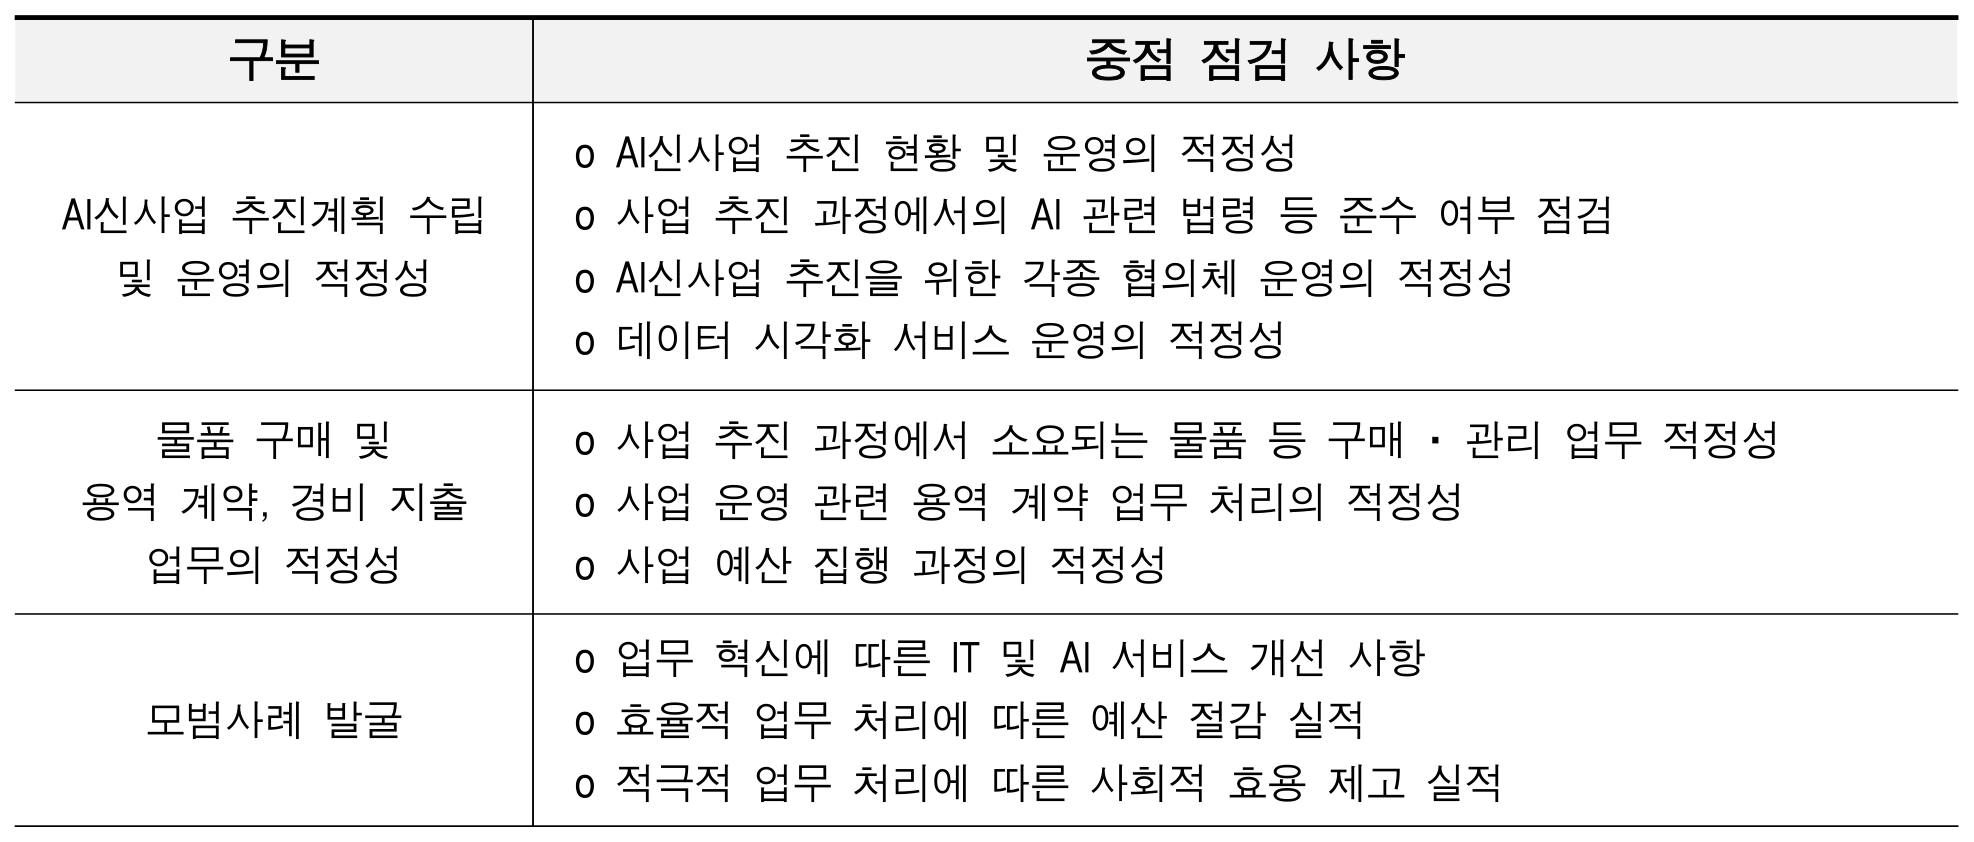 구분
중점 점검 사항
AI신사업 추진계획 수립
및 운영의 적정성
o AI신사업 추진 현황 및 운영의 적정성
o 사업 추진 과정에서의 AI 관련 법령 등 준수 여부 점검
o AI신사업 추진을 위한 각종 협의체 운영의 적정성
o 데이터 시각화 서비스 운영의 적정성
물품 구매 및
용역 계약, 경비 지출
업무의 적정성
o 사업 추진 과정에서 소요되는 물품 등 구매 · 관리 업무 적정성
o 사업 운영 관련 용역 계약 업무 처리의 적정성
o 사업 예산 집행 과정의 적정성
모범사례 발굴
o 업무 혁신에 따른 IT 및 AI 서비스 개선 사항
o 효율적 업무 처리에 따른 예산 절감 실적
o 적극적 업무 처리에 따른 사회적 효용 제고 실적